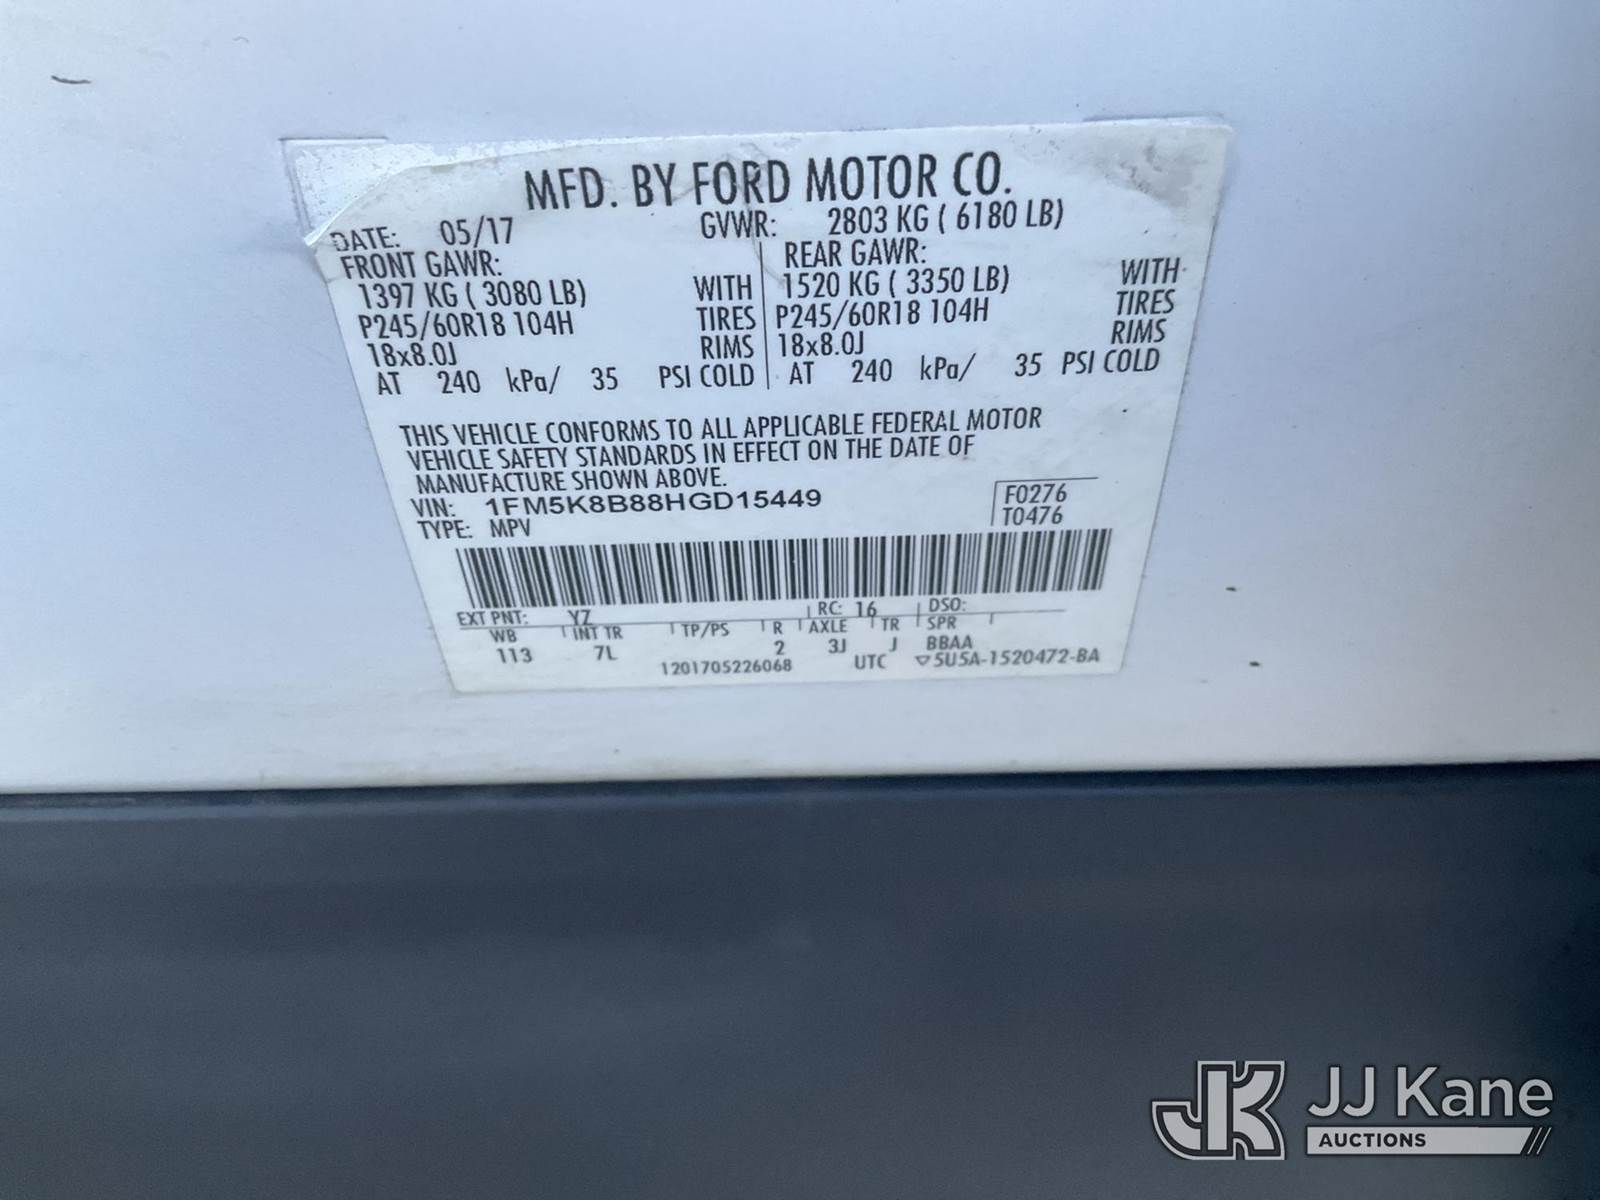 MFD. BY FORD MOTOR CO.
DATE: 05/17 GVWR: 2803 KG ( 6180 LB)
FRONT GAWR: REAR GAWR:
1397 KG ( 3080 LB) WITH 1520 KG ( 3350 LB) WITH
P245/60R18 104H TIRES P245/60R18 104H TIRES
18x8.0J RIMS 18x8.0J RIMS
AT 240 kPa/ 35 PSI COLD AT 240 kPa/ 35 PSI COLD
THIS VEHICLE CONFORMS TO ALL APPLICABLE FEDERAL MOTOR
VEHICLE SAFETY STANDARDS IN EFFECT ON THE DATE OF
MANUFACTURE SHOWN ABOVE.
VIN: 1FM5K8B88HGD15449 F0276
TYPE: MPV T0476
EXT PNT: YZ RC: 16 DSO:
WB INT TR TP/PS R AXLE TR SPR
113 7L 2 3J J BBAA
1201705226068 UTC ▽5U5A-1520472-BA
JK JJ Kane
AUCTIONS